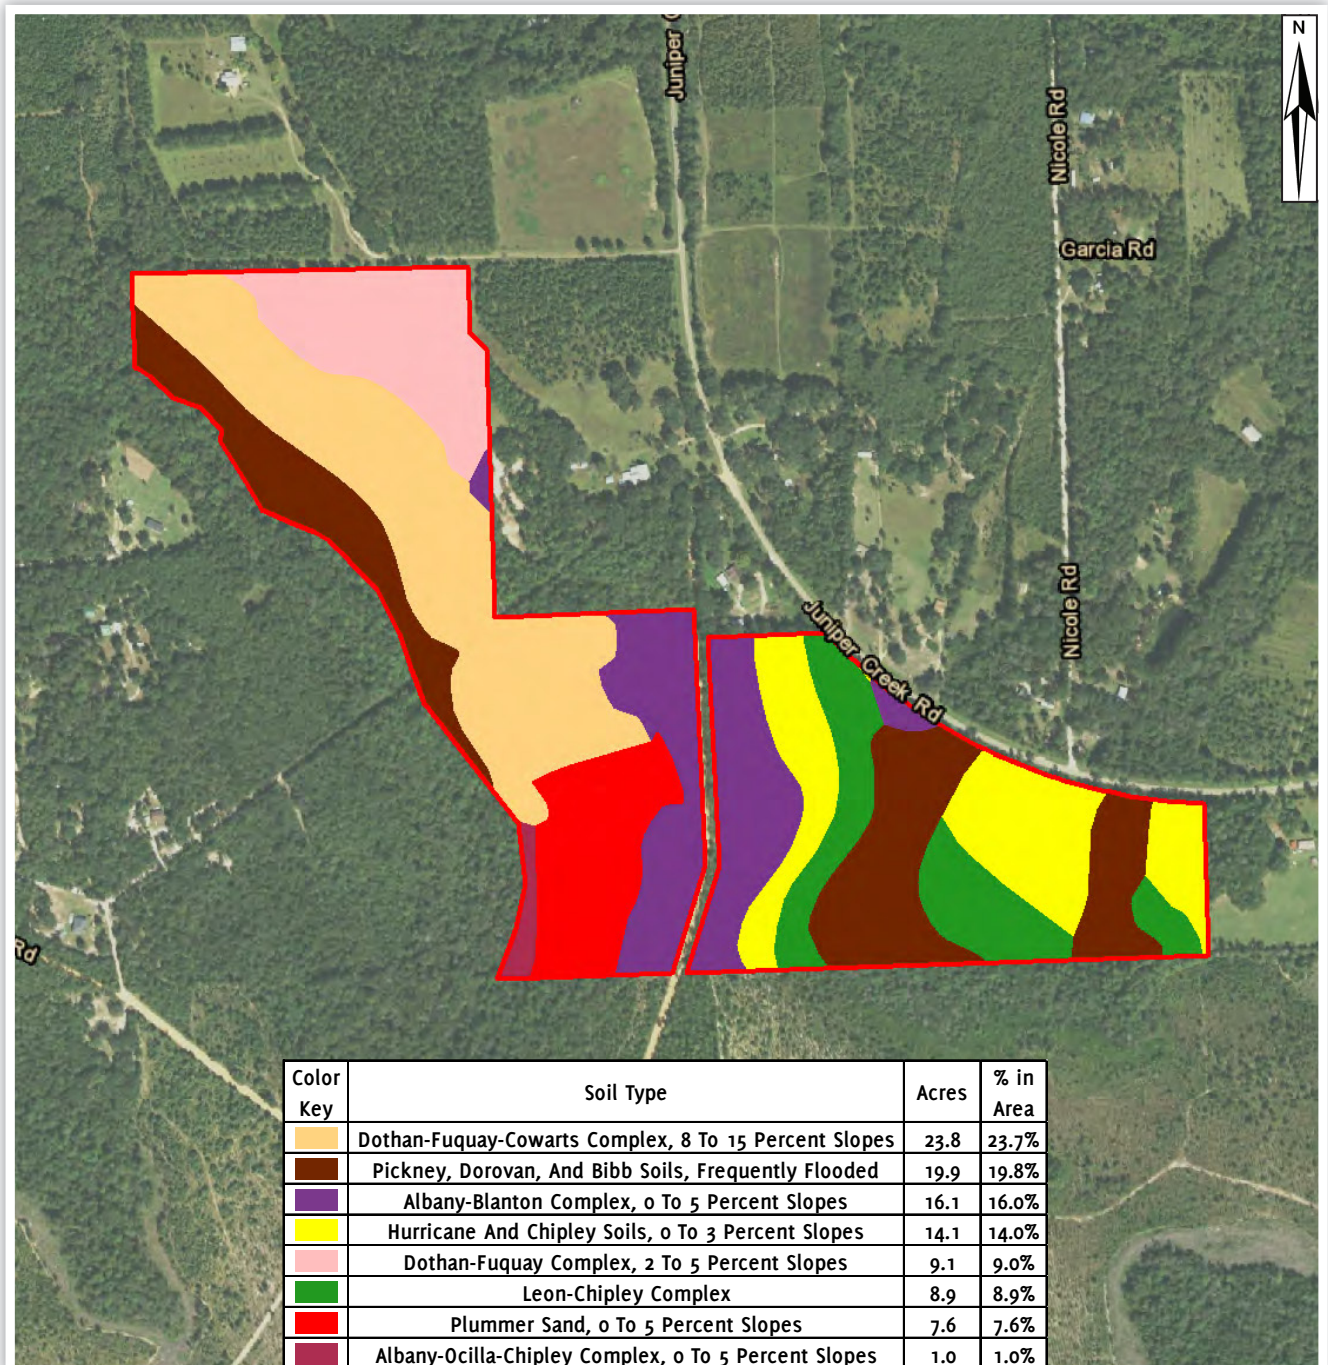 N
Juniper
Nicole Rd
Garcia Rd
Nicole Rd
Juniper Creek Rd
Rd
Color Key Soil Type Acres % in Area
Dothan-Fuquay-Cowarts Complex, 8 To 15 Percent Slopes 23.8 23.7%
Pickney, Dorovan, And Bibb Soils, Frequently Flooded 19.9 19.8%
Albany-Blanton Complex, 0 To 5 Percent Slopes 16.1 16.0%
Hurricane And Chipley Soils, 0 To 3 Percent Slopes 14.1 14.0%
Dothan-Fuquay Complex, 2 To 5 Percent Slopes 9.1 9.0%
Leon-Chipley Complex 8.9 8.9%
Plummer Sand, 0 To 5 Percent Slopes 7.6 7.6%
Albany-Ocilla-Chipley Complex, 0 To 5 Percent Slopes 1.0 1.0%